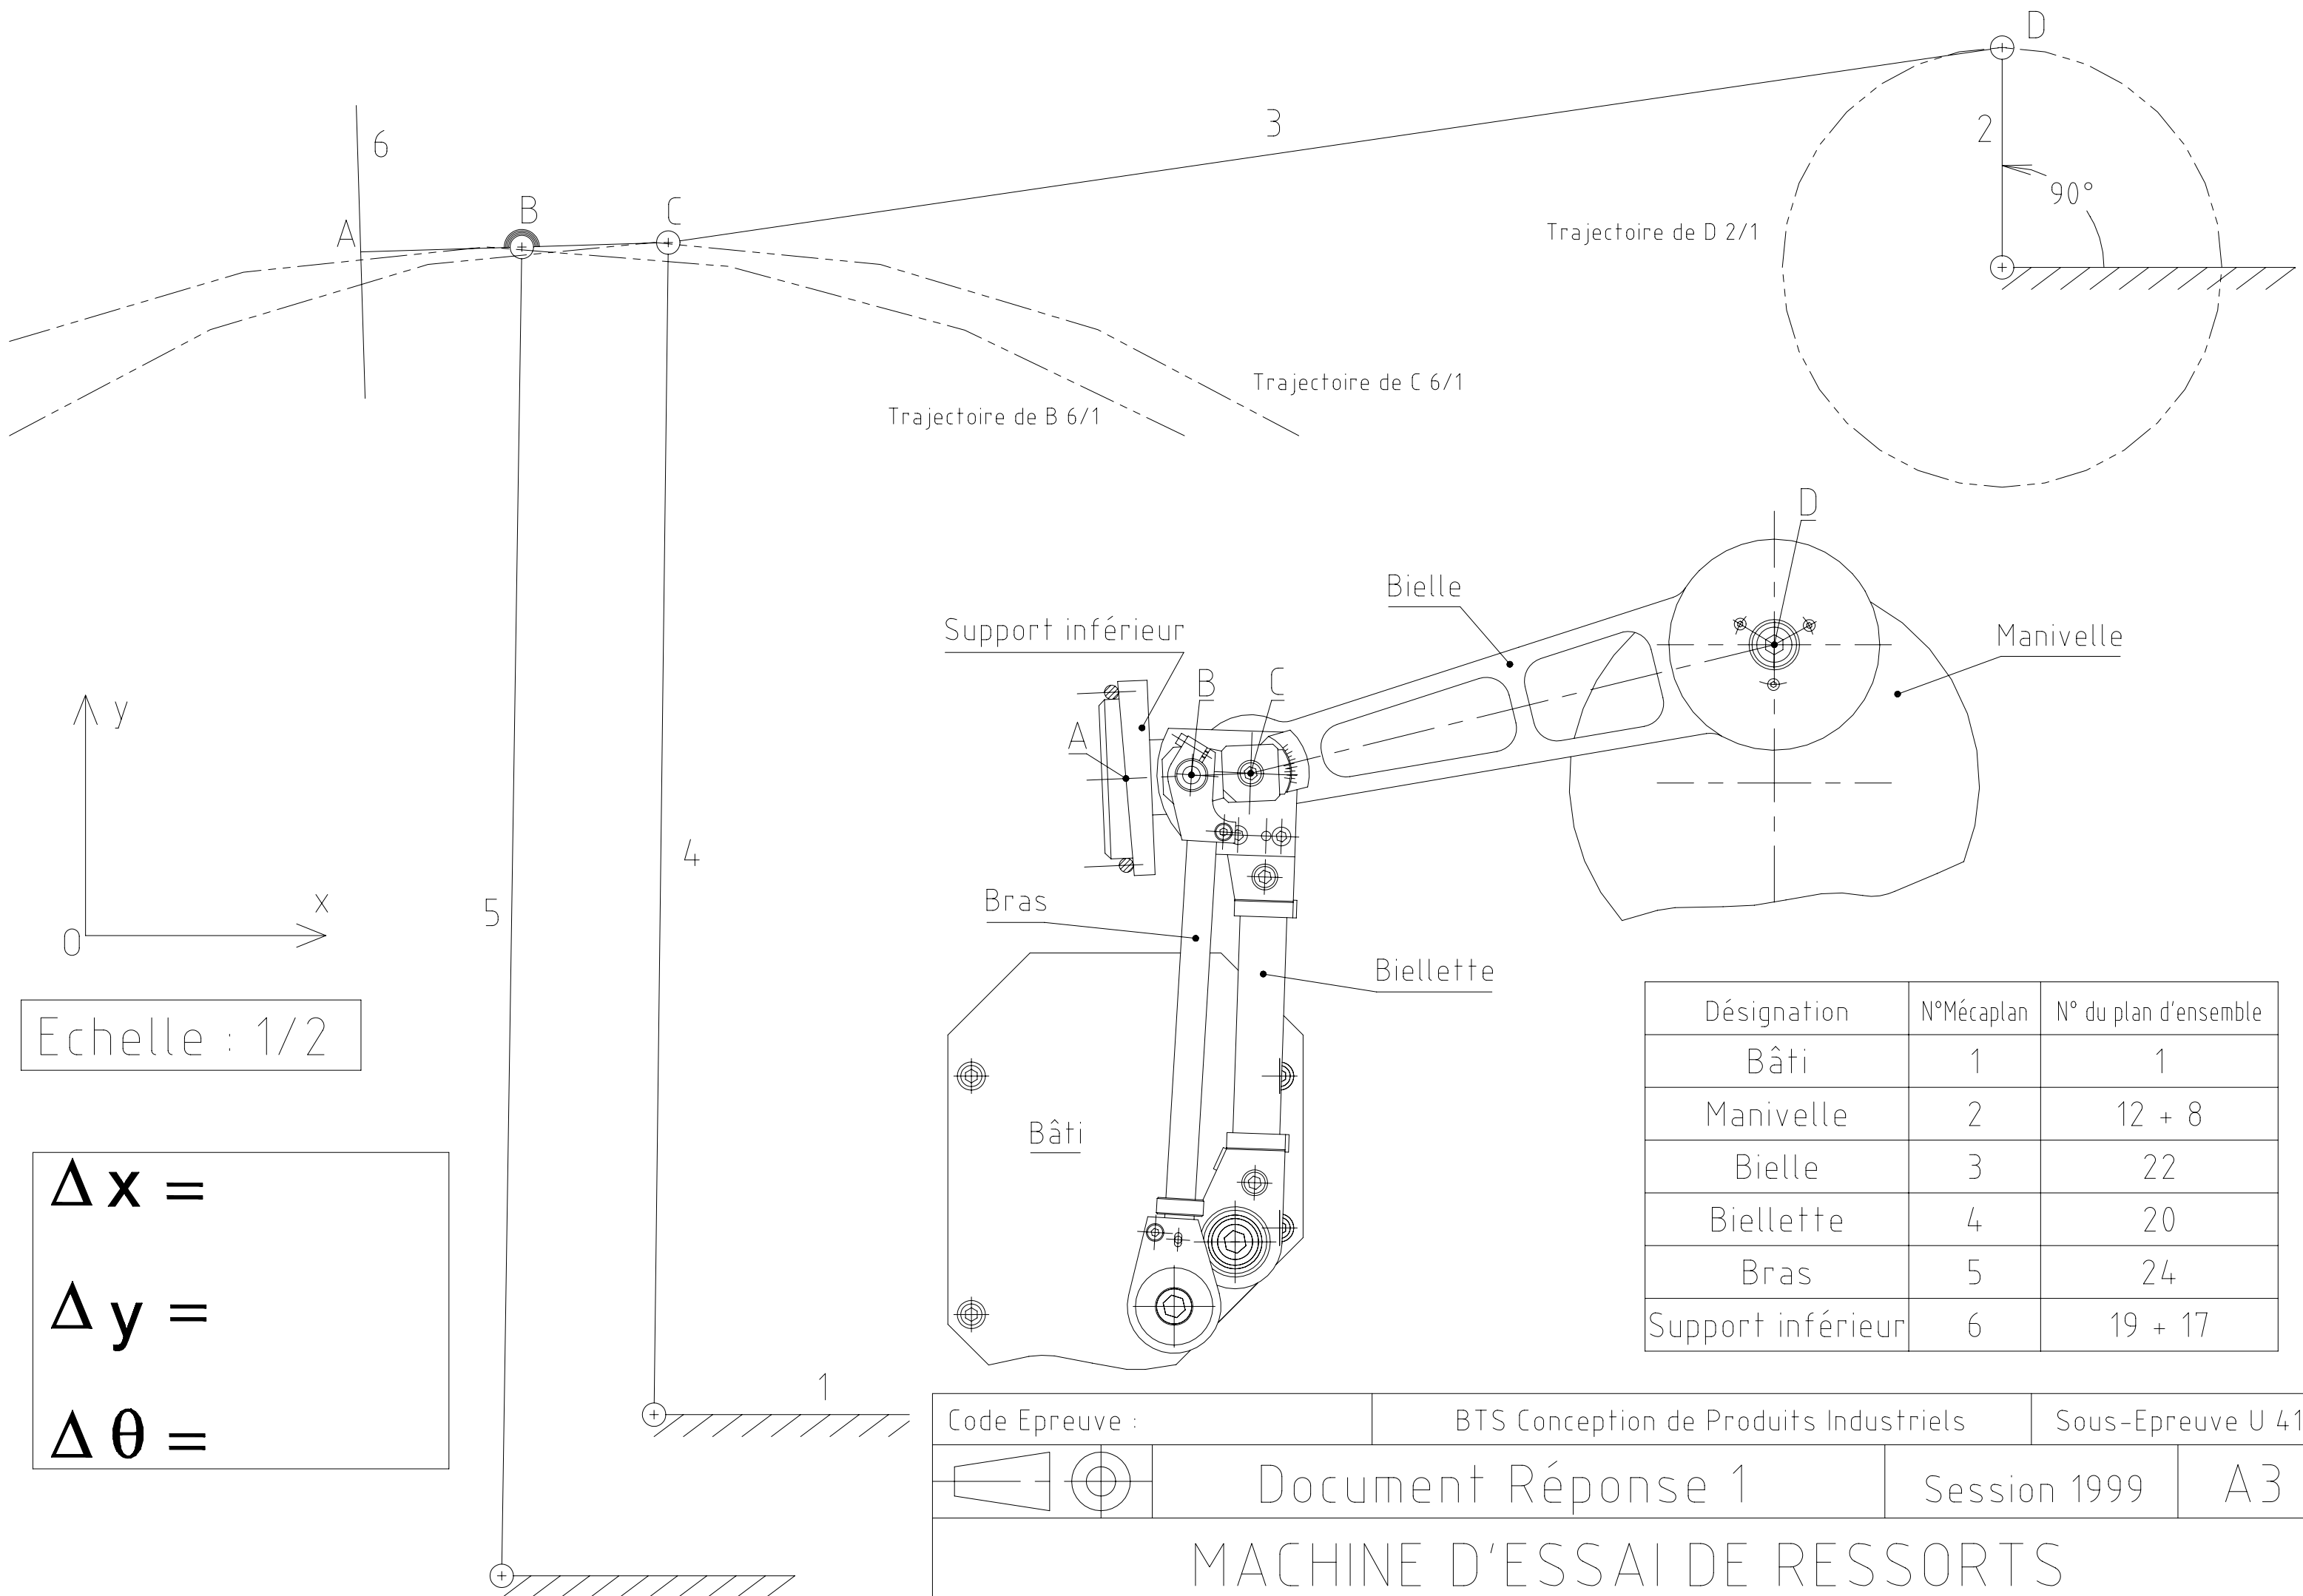 D
3
2
6
90°
B
C
A
Trajectoire de D 2/1
Trajectoire de C 6/1
Trajectoire de B 6/1
D
Bielle
Support inférieur
Manivelle
B
C
A
y
4
x
Bras
5
O
Biellette
Echelle : 1/2
Bâti
Δ x =
Δ y =
Δ θ =
1
Désignation N°Mécaplan N° du plan d'ensemble
Bâti 1 1
Manivelle 2 12 + 8
Bielle 3 22
Biellette 4 20
Bras 5 24
Support inférieur 6 19 + 17
Code Epreuve : BTS Conception de Produits Industriels Sous-Epreuve U 41
Document Réponse 1 Session 1999 A3
MACHINE D'ESSAI DE RESSORTS